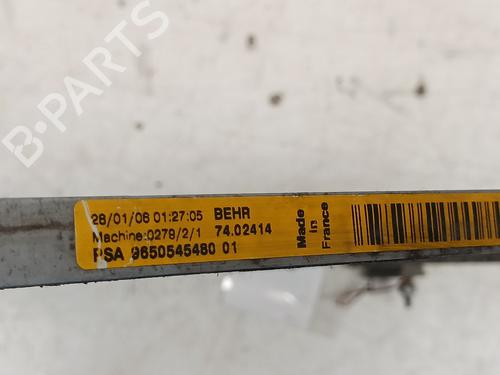 B-PARTS
28/01/06 01:27:05 BEHR
Machine:0279/2/1 74.02414
PSA 9650545480 01
Made
in
France